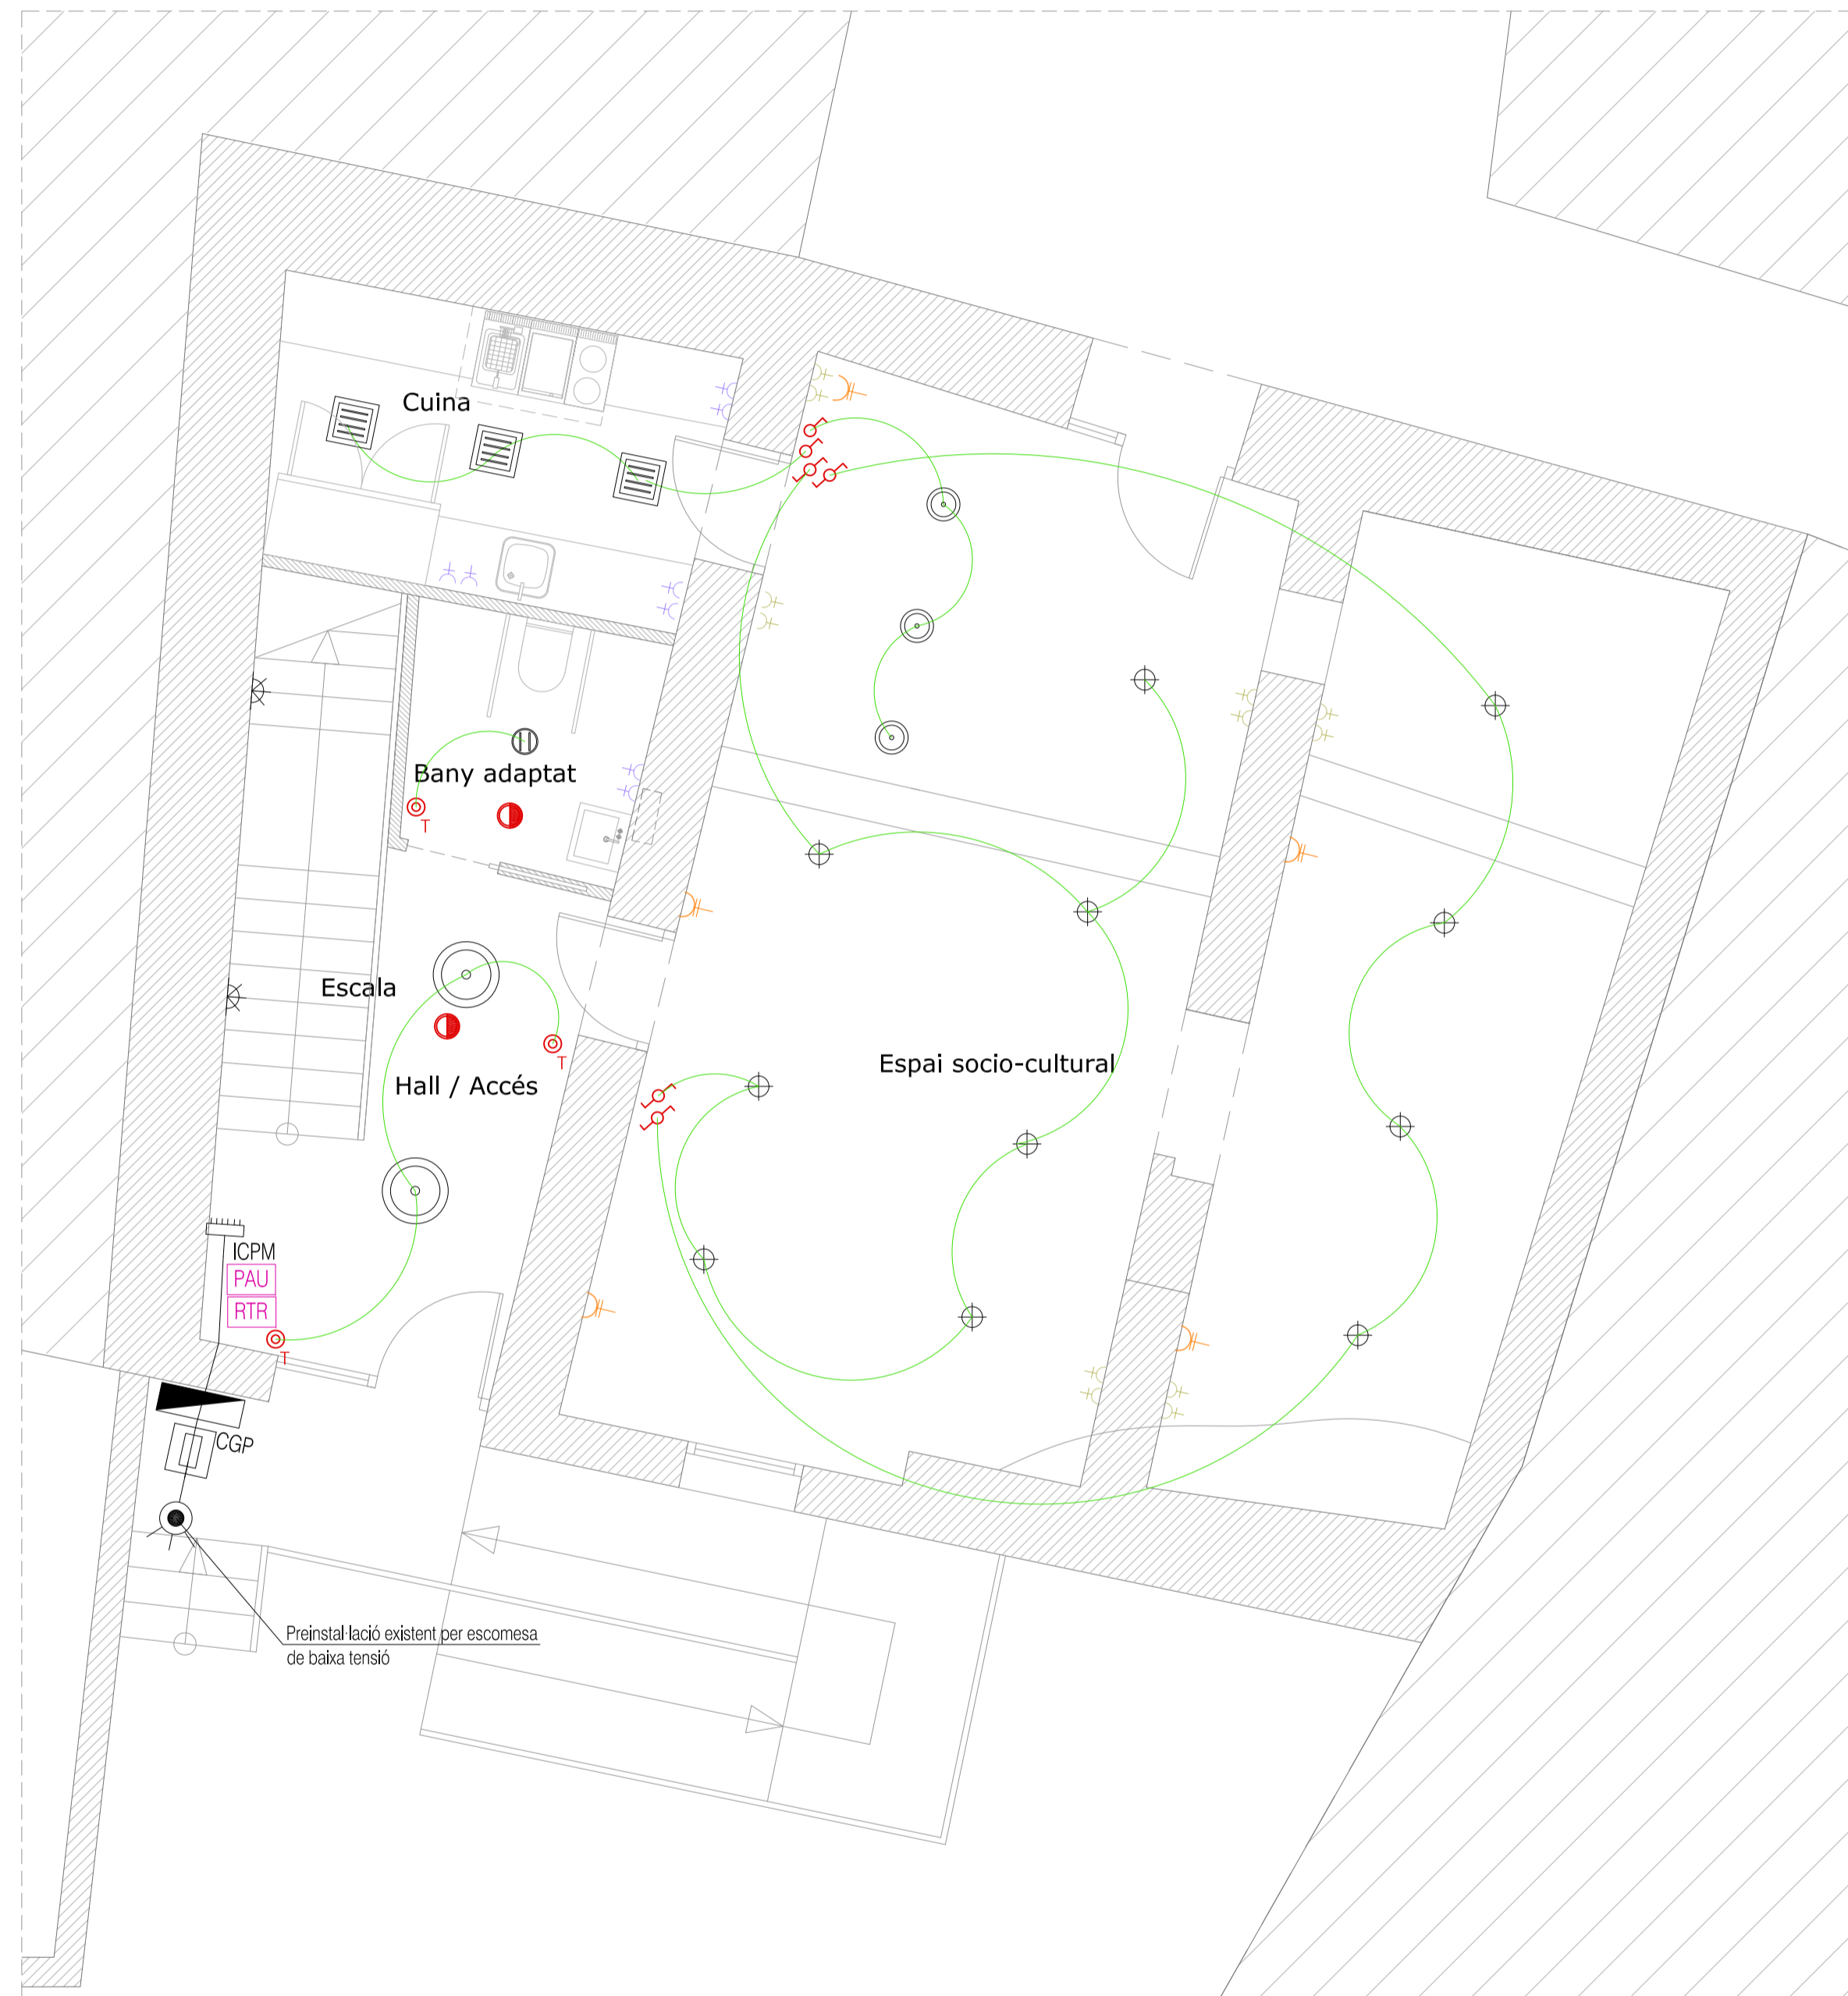 Cuina
Bany adaptat
T
Escala
T
Espai socio-cultural
Hall / Accés
ICPM
PAU
RTR
T
CGP
Preinstal·lació existent per escomesa
de baixa tensió